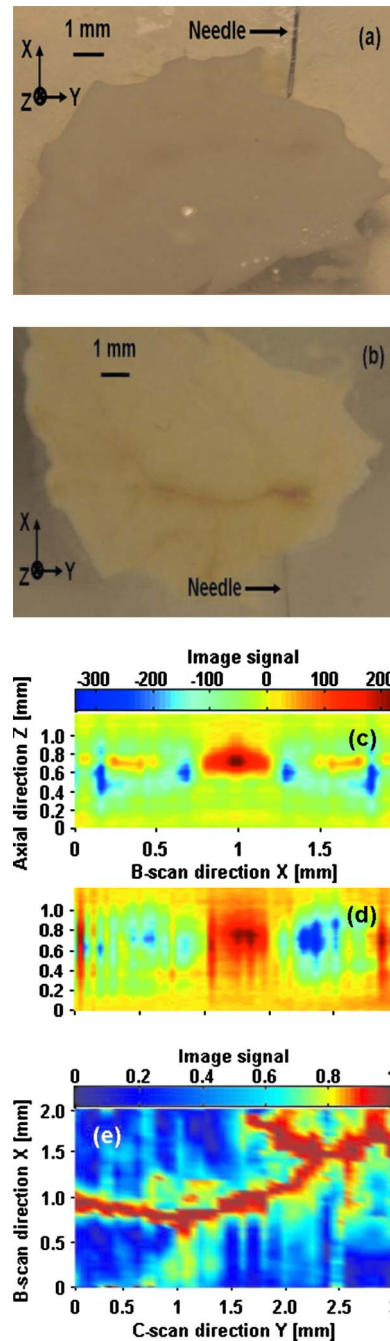 Needle
(a)
X
1 mm
Z
Y
1 mm
(b)
X
Z
Y
Needle
Image signal
-300 -200 -100 0 100
Axial direction Z [mm]
(c)
1.0
0.8
0.6
0.4
0.2
0
0 0.5 1 1.5
B-scan direction X [mm]
(d)
1.0
0.8
0.6
0.4
0.2
0
Image signal
0 0.2 0.4 0.6 0.8
B-scan direction X [mm]
(e)
2.0
1.5
1.0
0.5
0
0 0.5 1 1.5 2.0 2.5
C-scan direction Y [mm]